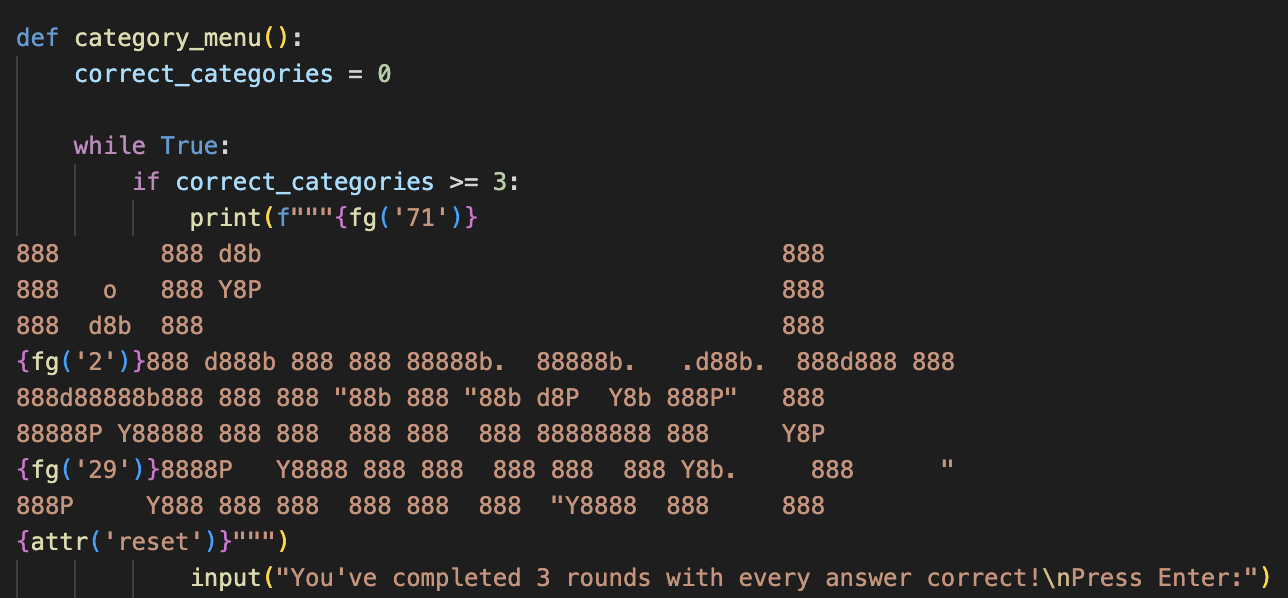 def category_menu():
    correct_categories = 0

    while True:
        if correct_categories >= 3:
            print(f"""{fg('71')}
888       888 d8b                                    888
888   o   888 Y8P                                    888
888  d8b  888                                        888
{fg('2')}888 d888b 888 888 88888b.  88888b.   .d88b.  888d888 888
888d88888b888 888 888 "88b 888 "88b d8P  Y8b 888P"   888
88888P Y88888 888 888  888 888  888 88888888 888     Y8P
{fg('29')}8888P   Y8888 888 888  888 888  888 Y8b.     888      "
888P     Y888 888 888  888 888  888  "Y8888  888     888
{attr('reset')}""")
            input("You've completed 3 rounds with every answer correct!\nPress Enter:")